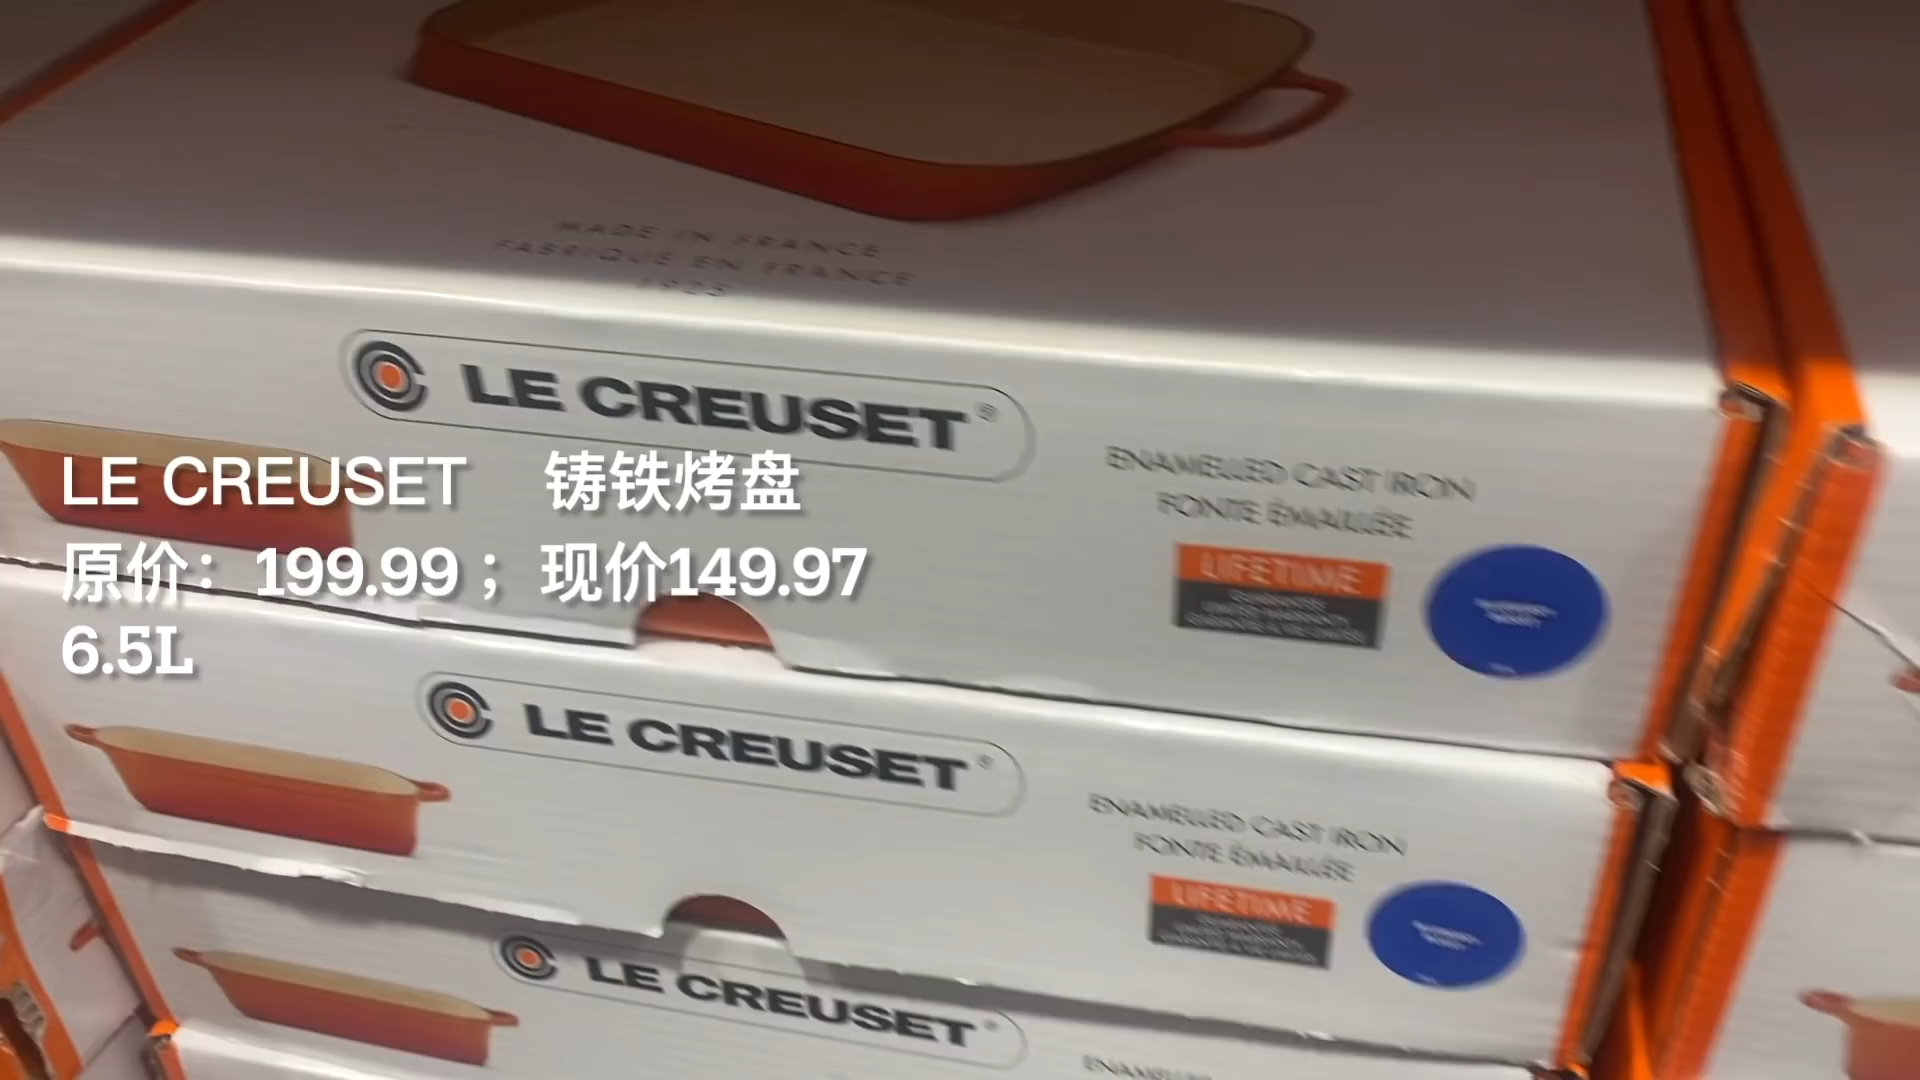 MADE IN FRANCE
FABRIQUÉ EN FRANCE
1925
LE CREUSET®
ENAMELLED CAST IRON
FONTE ÉMAILLÉE
LIFETIME
LE CREUSET 铸铁烤盘
原价：199.99；现价149.97
6.5L
LE CREUSET®
ENAMELLED CAST IRON
FONTE ÉMAILLÉE
LIFETIME
LE CREUSET®
ENAMELLED